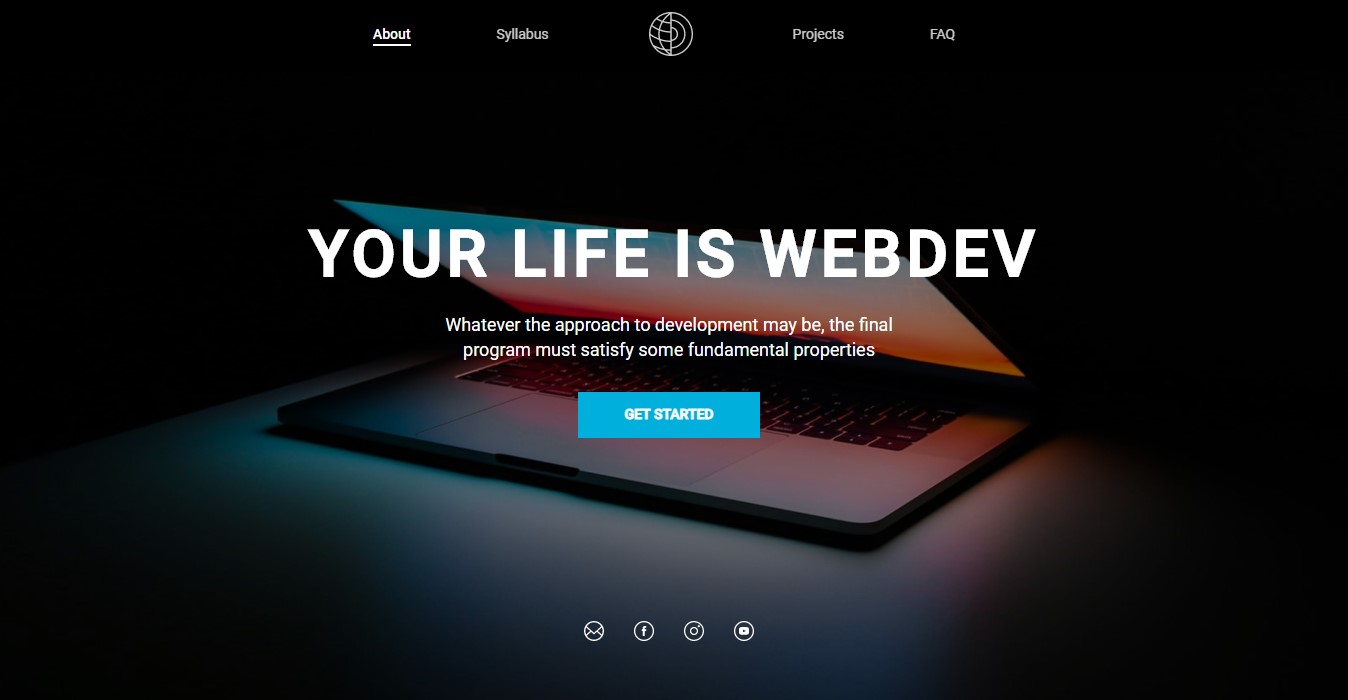 About
Syllabus
Projects
FAQ
YOUR LIFE IS WEBDEV
Whatever the approach to development may be, the final
program must satisfy some fundamental properties
GET STARTED